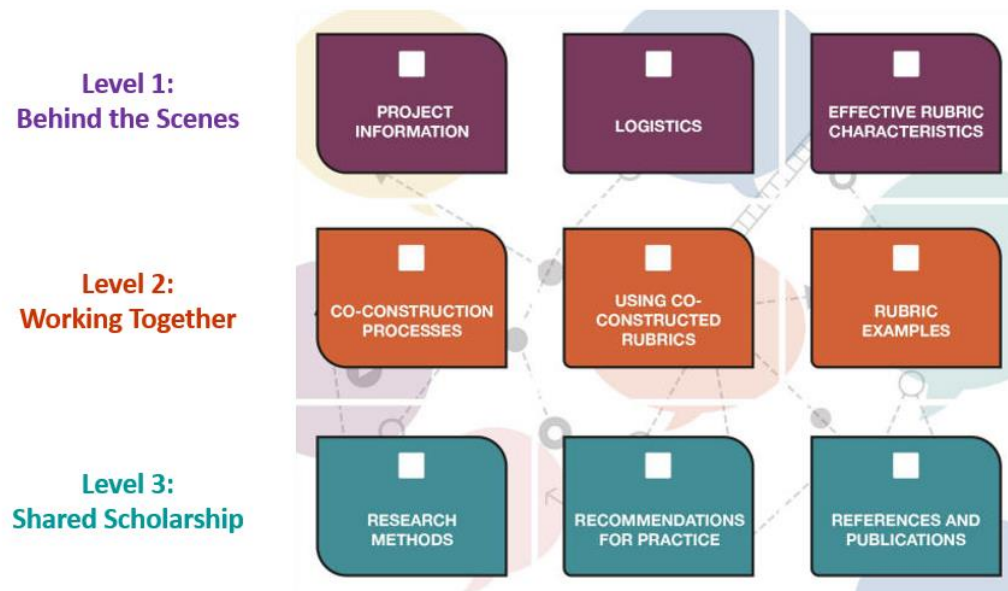 Level 1:
Behind the Scenes
PROJECT
INFORMATION
LOGISTICS
EFFECTIVE RUBRIC
CHARACTERISTICS
Level 2:
Working Together
CO-CONSTRUCTION
PROCESSES
USING CO-
CONSTRUCTED
RUBRICS
RUBRIC
EXAMPLES
Level 3:
Shared Scholarship
RESEARCH
METHODS
RECOMMENDATIONS
FOR PRACTICE
REFERENCES AND
PUBLICATIONS